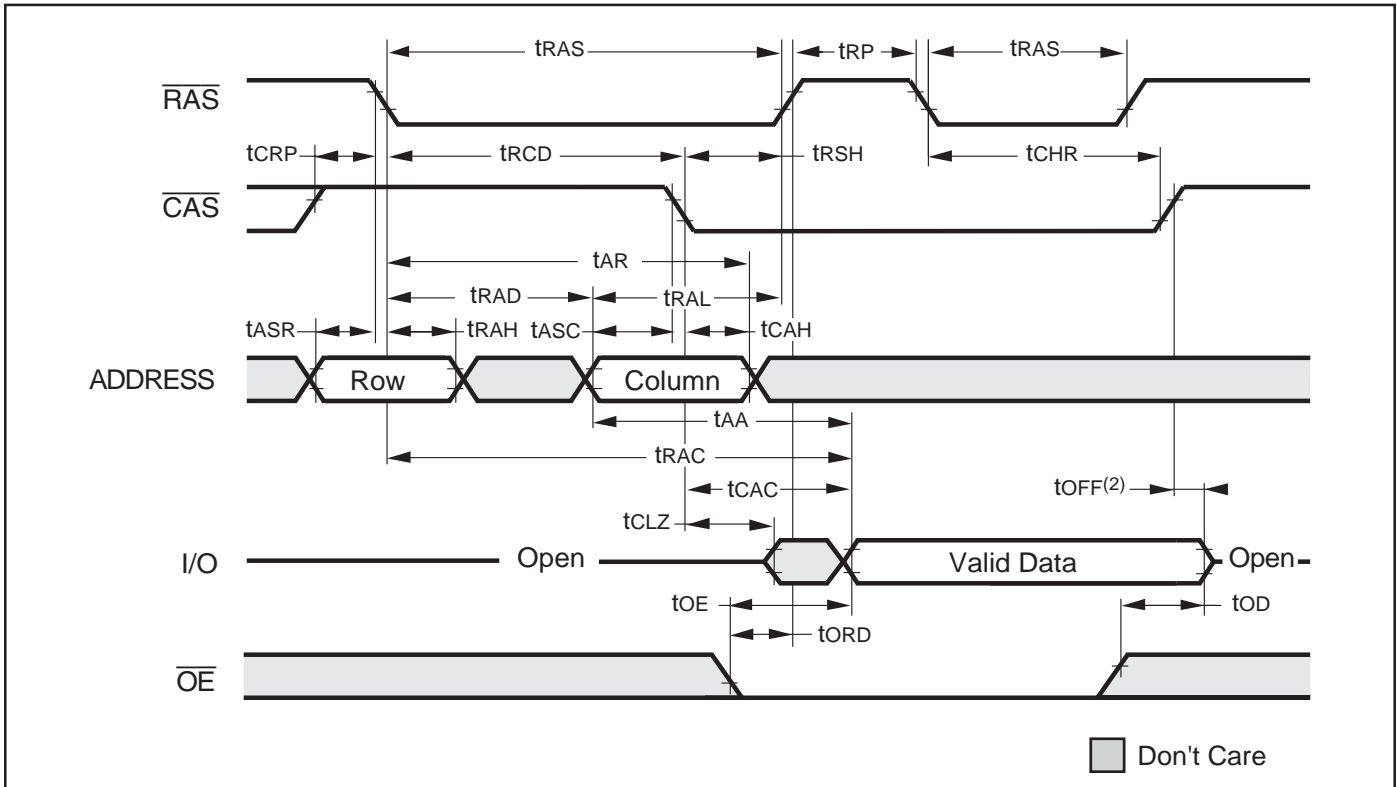 tRAS tRP tRAS
RAS
tCRP tRCD tRSH tCHR
CAS
tAR
tRAD tRAL
tASR tRAH tASC tCAH
ADDRESS Row Column
tAA
tRAC
tCAC tOFF(2)
tCLZ
I/O Open Valid Data Open
tOE tOD
tORD
OE
Don't Care